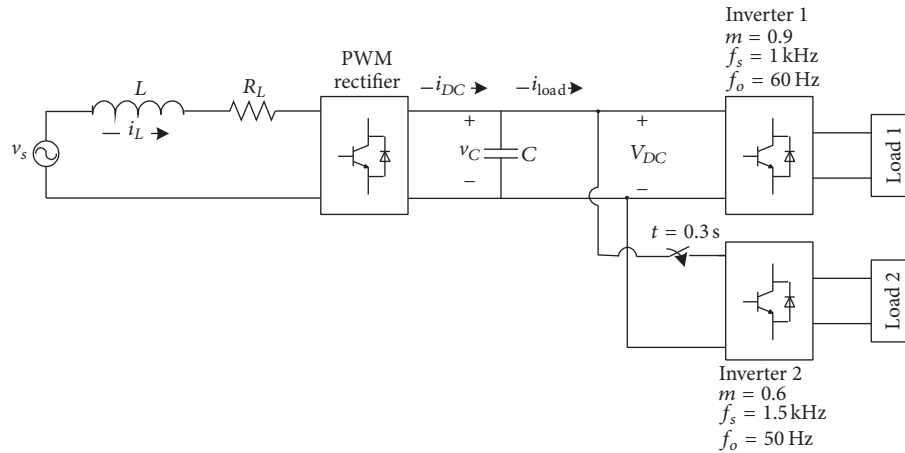 Inverter 1
m = 0.9
f_s = 1 kHz
f_o = 60 Hz
PWM
rectifier
L
R_L
i_L
v_s
i_DC
i_load
+
v_C
−
C
+
V_DC
−
Load 1
t = 0.3 s
Load 2
Inverter 2
m = 0.6
f_s = 1.5 kHz
f_o = 50 Hz